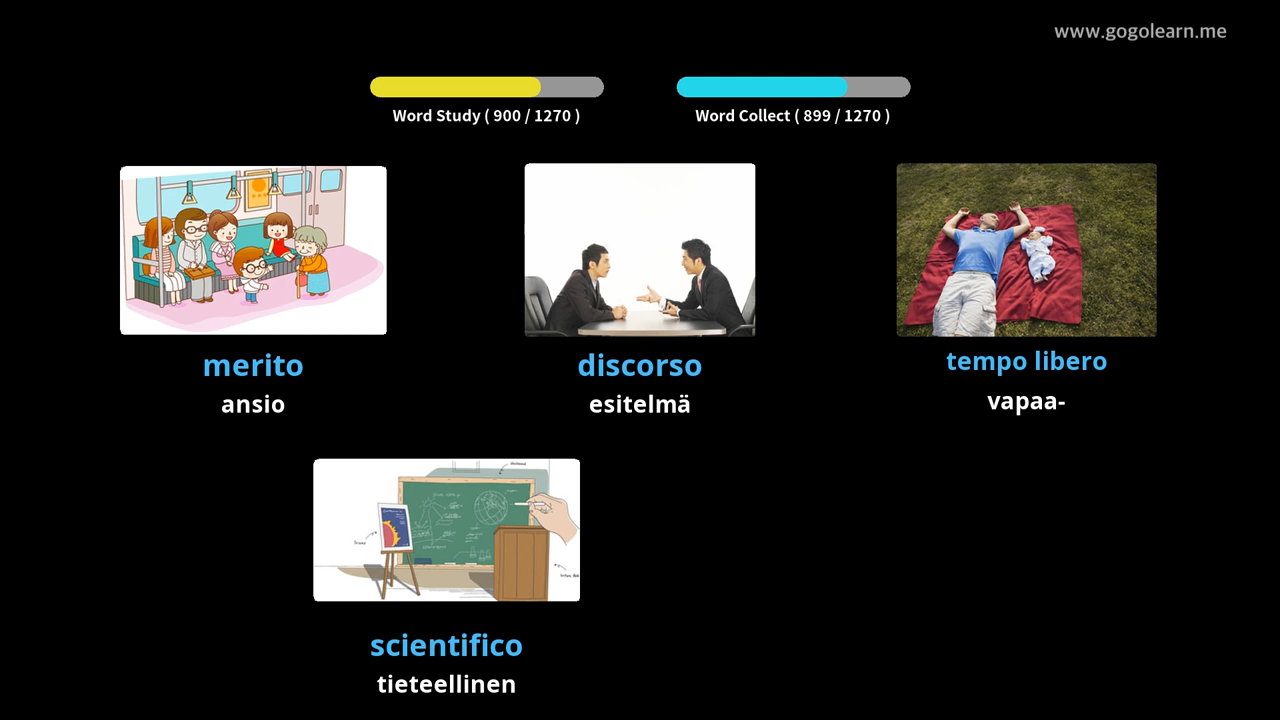 www.gogolearn.me
Word Study ( 900 / 1270 )
Word Collect ( 899 / 1270 )
merito
ansio
discorso
esitelmä
tempo libero
vapaa-
scientifico
tieteellinen